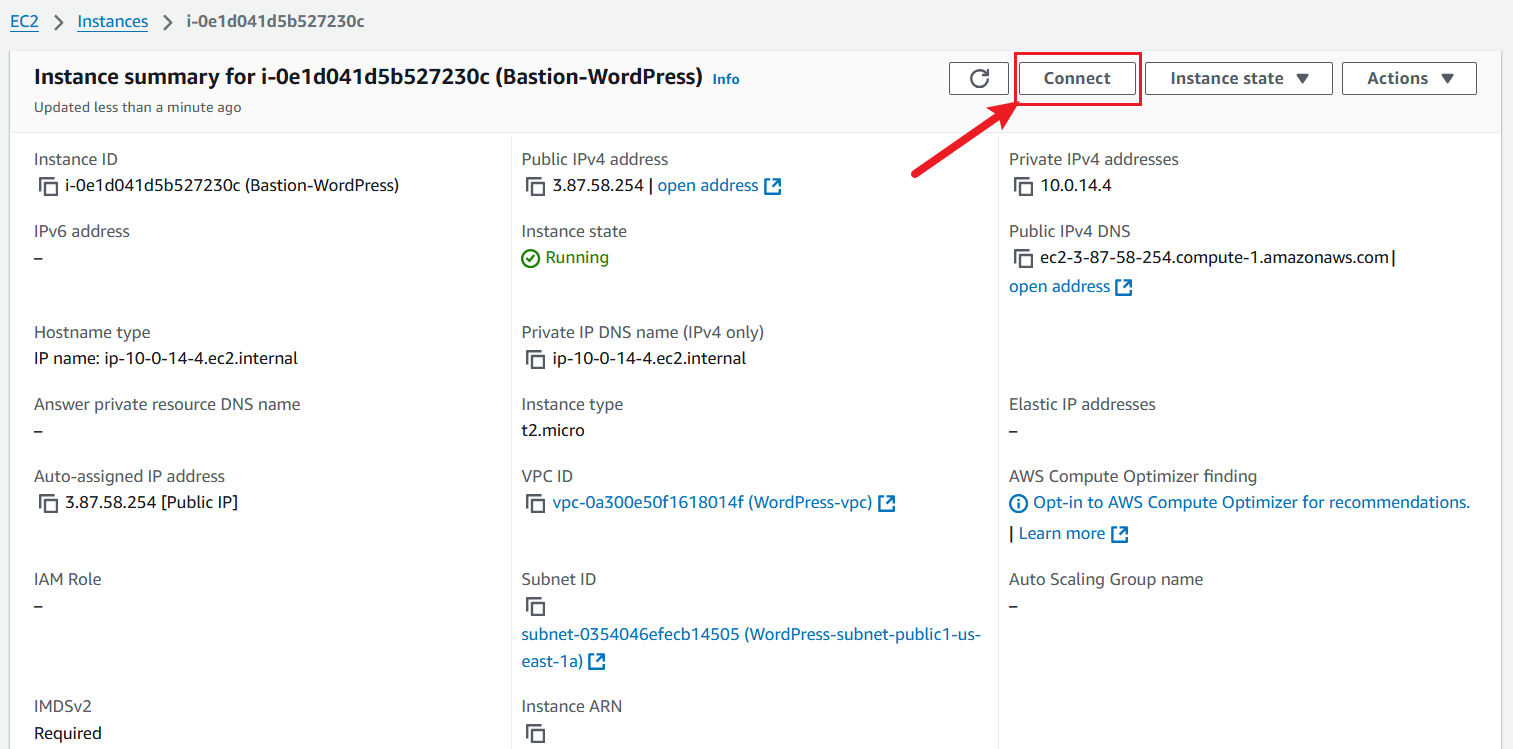 EC2 > Instances > i-0e1d041d5b527230c
Instance summary for i-0e1d041d5b527230c (Bastion-WordPress) Info
Updated less than a minute ago
Connect
Instance state
Actions
Instance ID
i-0e1d041d5b527230c (Bastion-WordPress)
Public IPv4 address
3.87.58.254 | open address
Private IPv4 addresses
10.0.14.4
IPv6 address
–
Instance state
Running
Public IPv4 DNS
ec2-3-87-58-254.compute-1.amazonaws.com |
open address
Hostname type
IP name: ip-10-0-14-4.ec2.internal
Private IP DNS name (IPv4 only)
ip-10-0-14-4.ec2.internal
Answer private resource DNS name
–
Instance type
t2.micro
Elastic IP addresses
–
Auto-assigned IP address
3.87.58.254 [Public IP]
VPC ID
vpc-0a300e50f1618014f (WordPress-vpc)
AWS Compute Optimizer finding
Opt-in to AWS Compute Optimizer for recommendations.
| Learn more
IAM Role
–
Subnet ID
subnet-0354046efecb14505 (WordPress-subnet-public1-us-
east-1a)
Auto Scaling Group name
–
IMDSv2
Required
Instance ARN